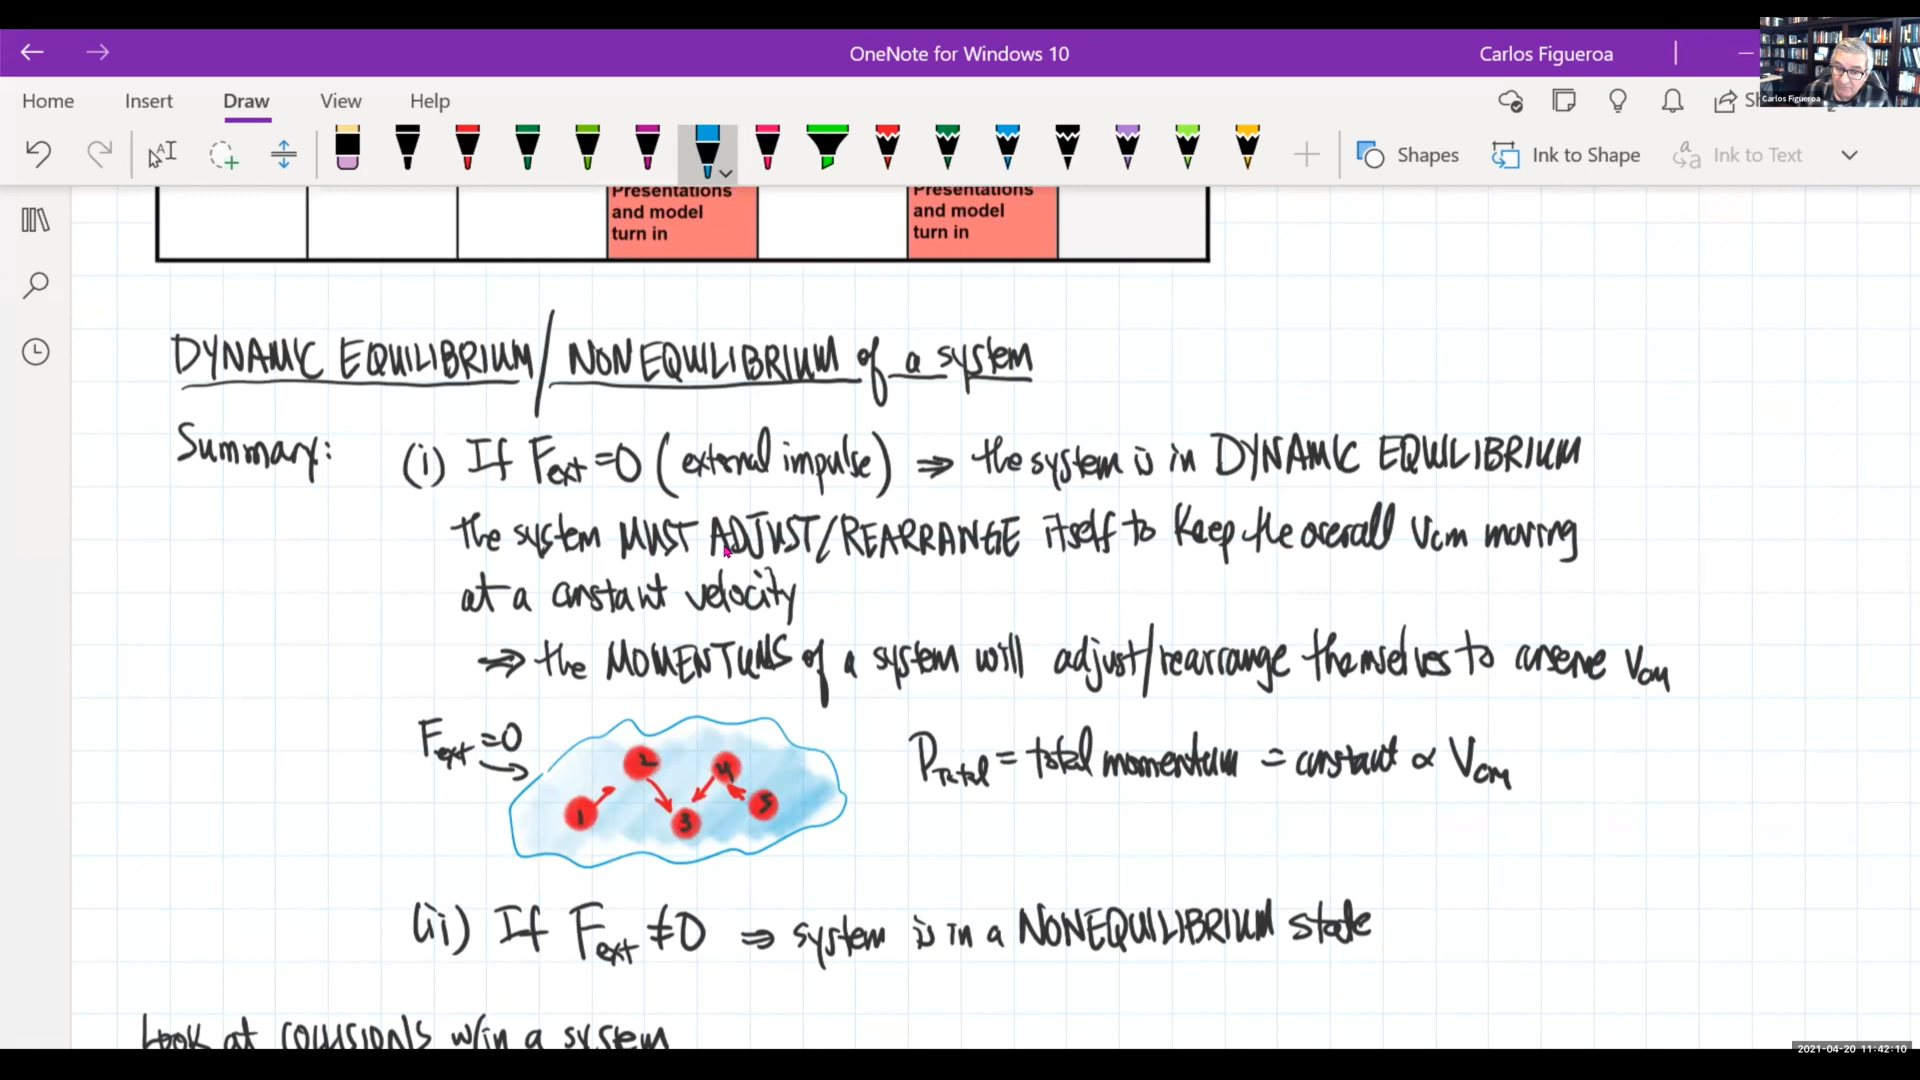 OneNote for Windows 10
Carlos Figueroa
Home Insert Draw View Help
Carlos Figueroa
Shapes Ink to Shape Ink to Text
Presentations
and model
turn in
Presentations
and model
turn in
DYNAMIC EQUILIBRIUM / NONEQUILIBRIUM of a system
Summary: (i) If Fext = 0 (external impulse) ⇒ the system is in DYNAMIC EQUILIBRIUM
the system MUST ADJUST/REARRANGE itself to keep the overall Vcm moving
at a constant velocity
⇒ the MOMENTUMS of a system will adjust/rearrange themselves to conserve Vcm
Fext = 0
1 2 3 4 5
PTotal = total momentum = constant ∝ Vcm
(ii) If Fext ≠ 0 ⇒ system is in a NONEQUILIBRIUM state
Look at collisions w/in a system
2021-04-20 11:42:10